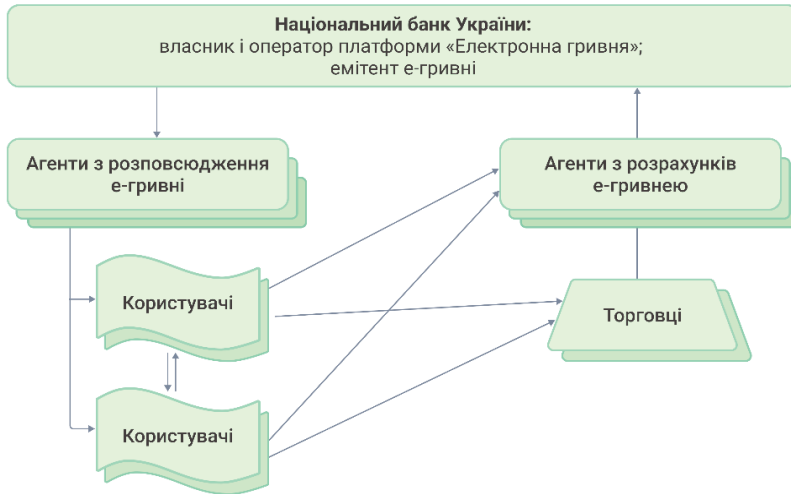 Національний банк України:
власник і оператор платформи «Електронна гривня»;
емітент е-гривні
Агенти з розповсюдження
е-гривні
Агенти з розрахунків
е-гривнею
Користувачі
Торговці
Користувачі